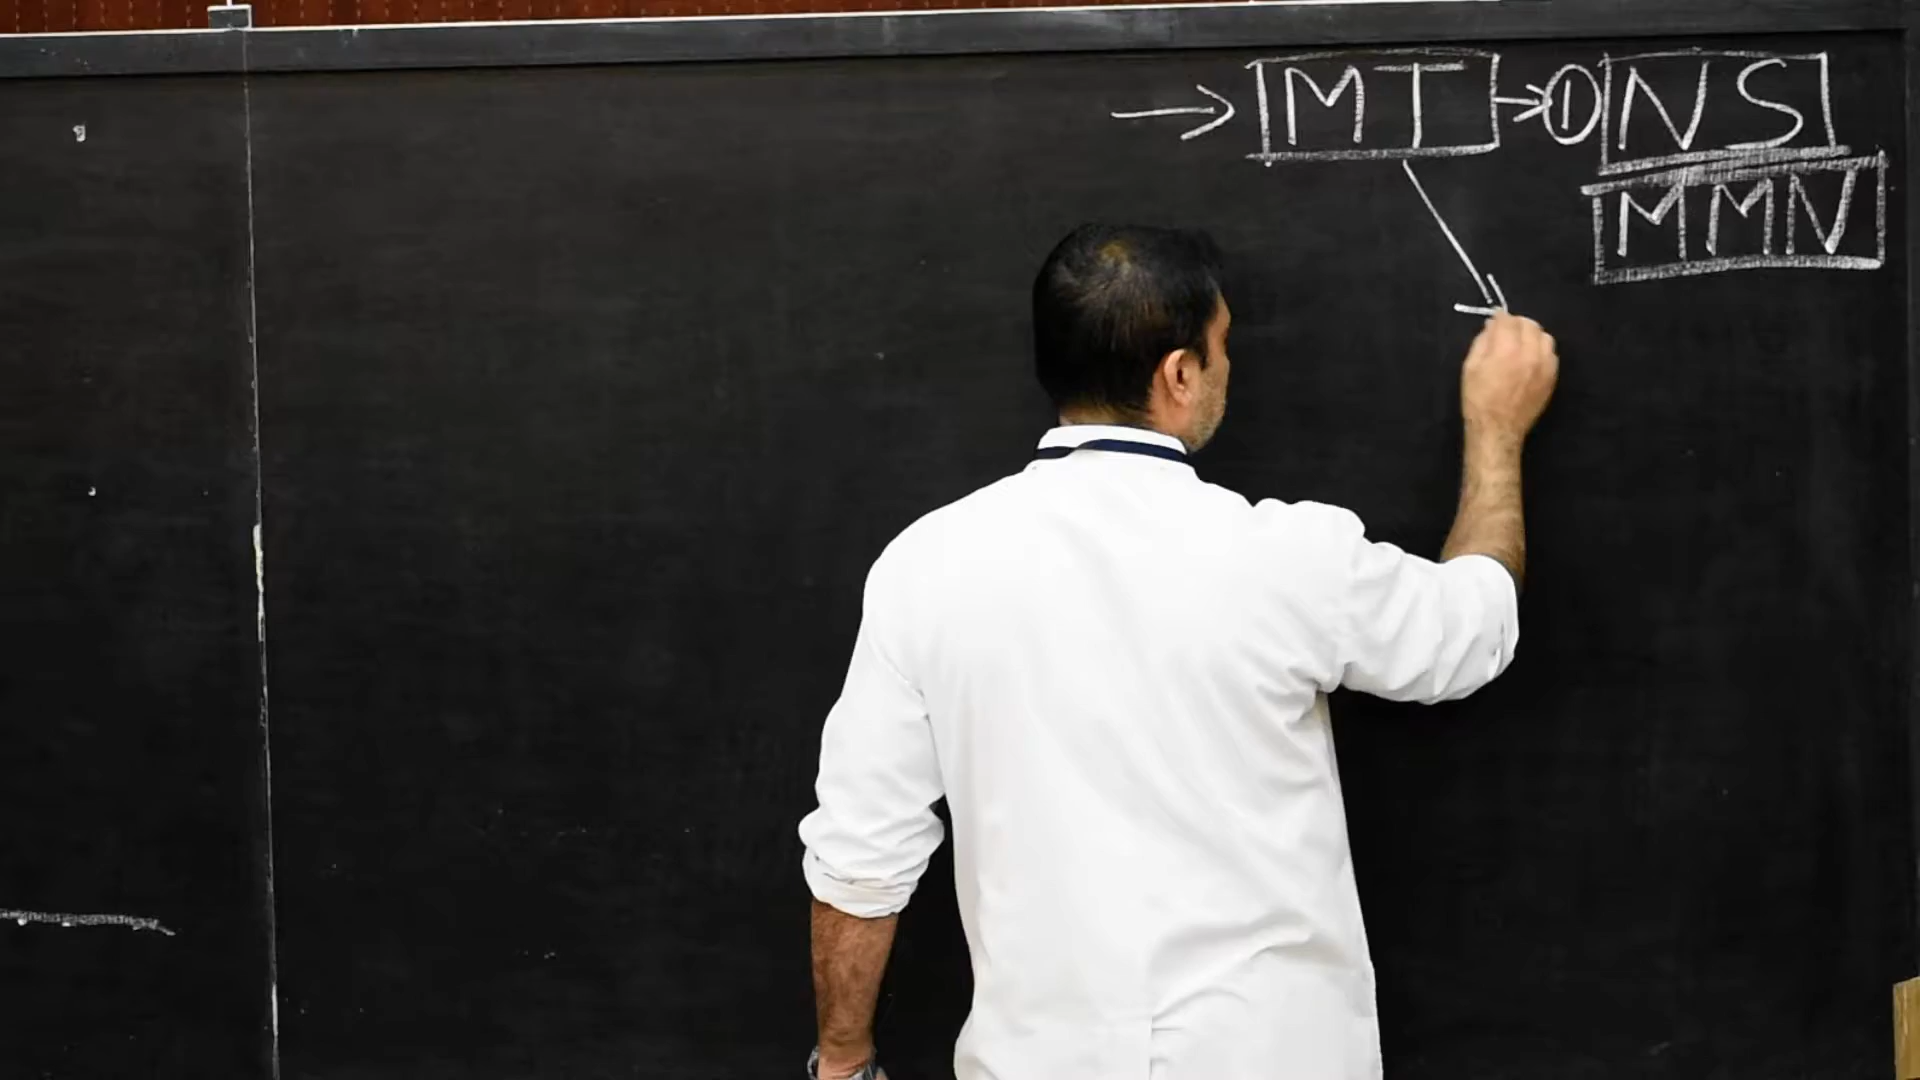 → MT → ① NS
MMN